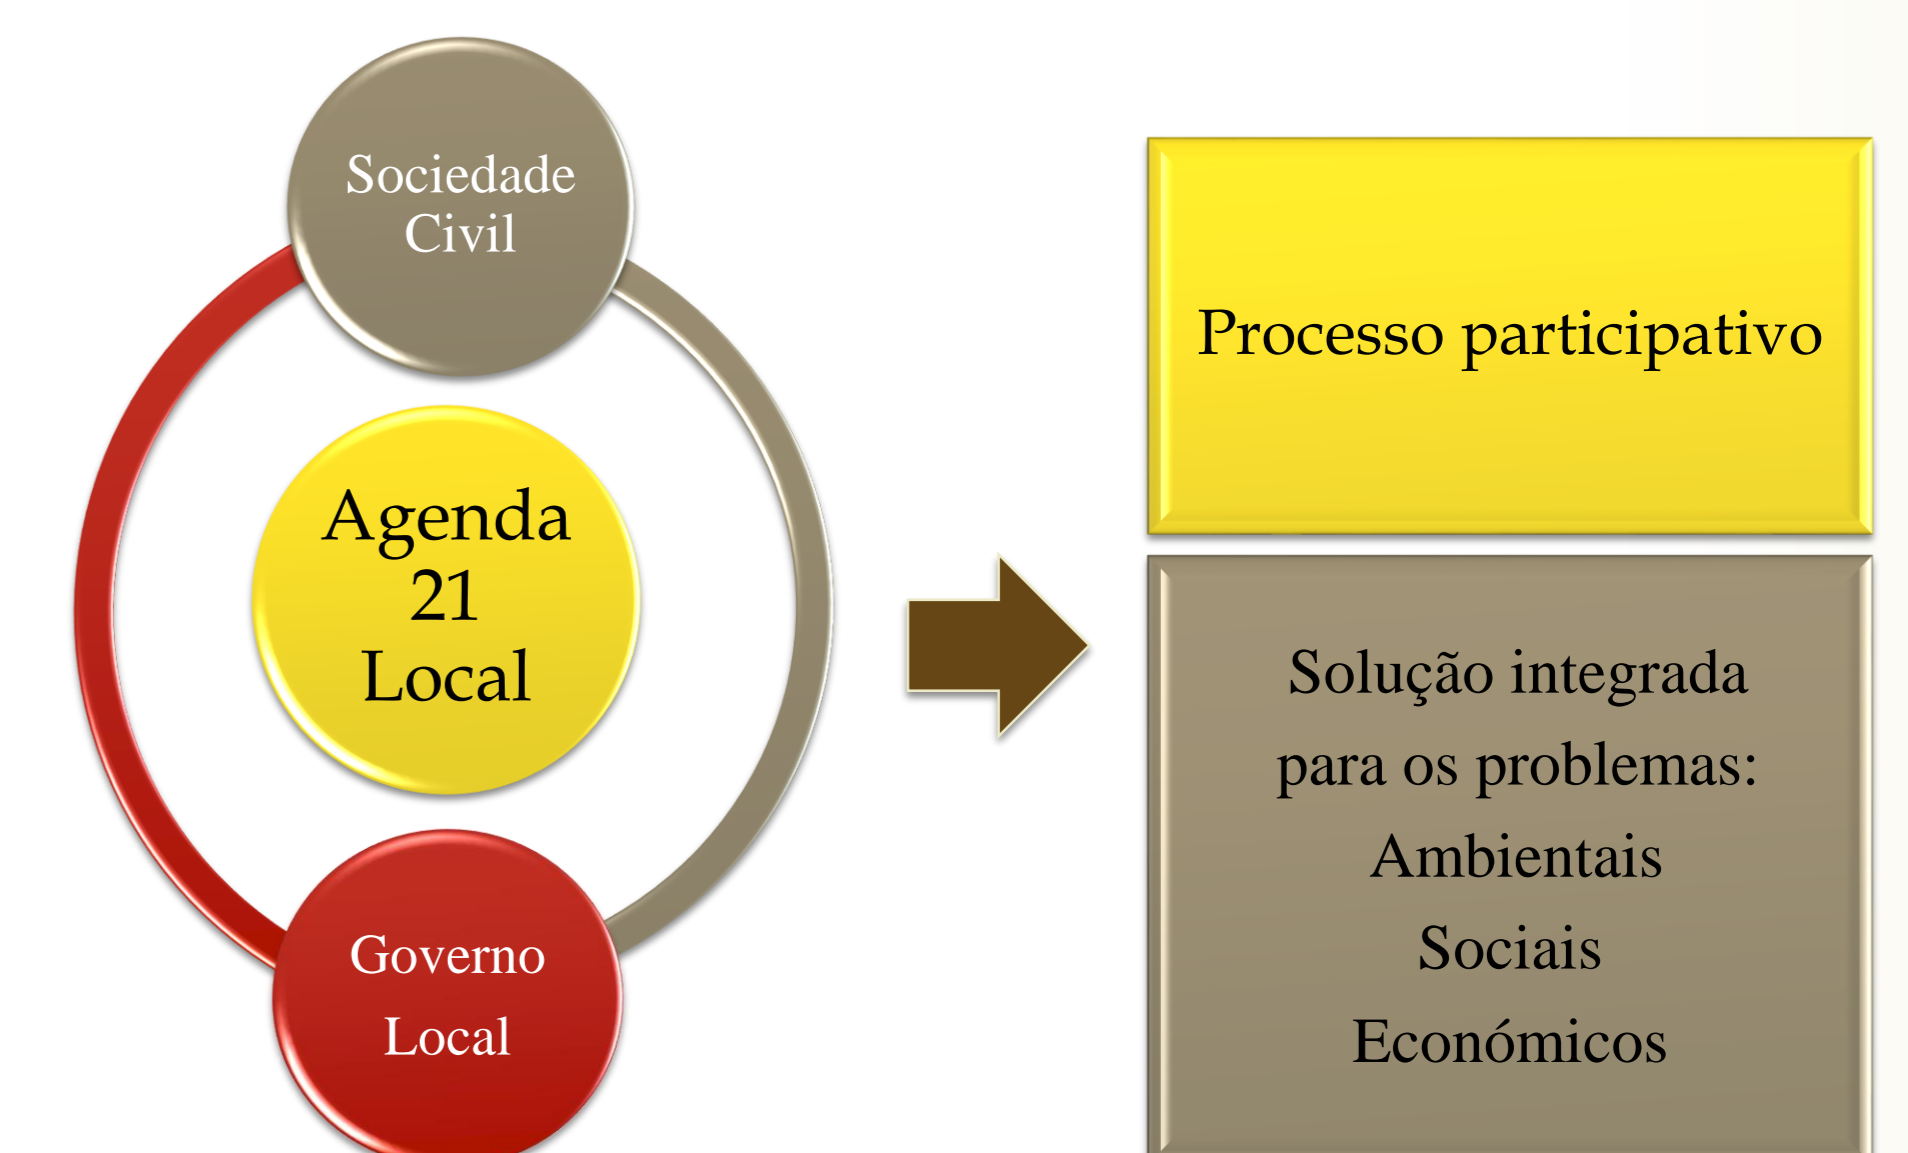 Sociedade
Civil
Agenda
21
Local
Governo
Local
Processo participativo
Solução integrada
para os problemas:
Ambientais
Sociais
Económicos